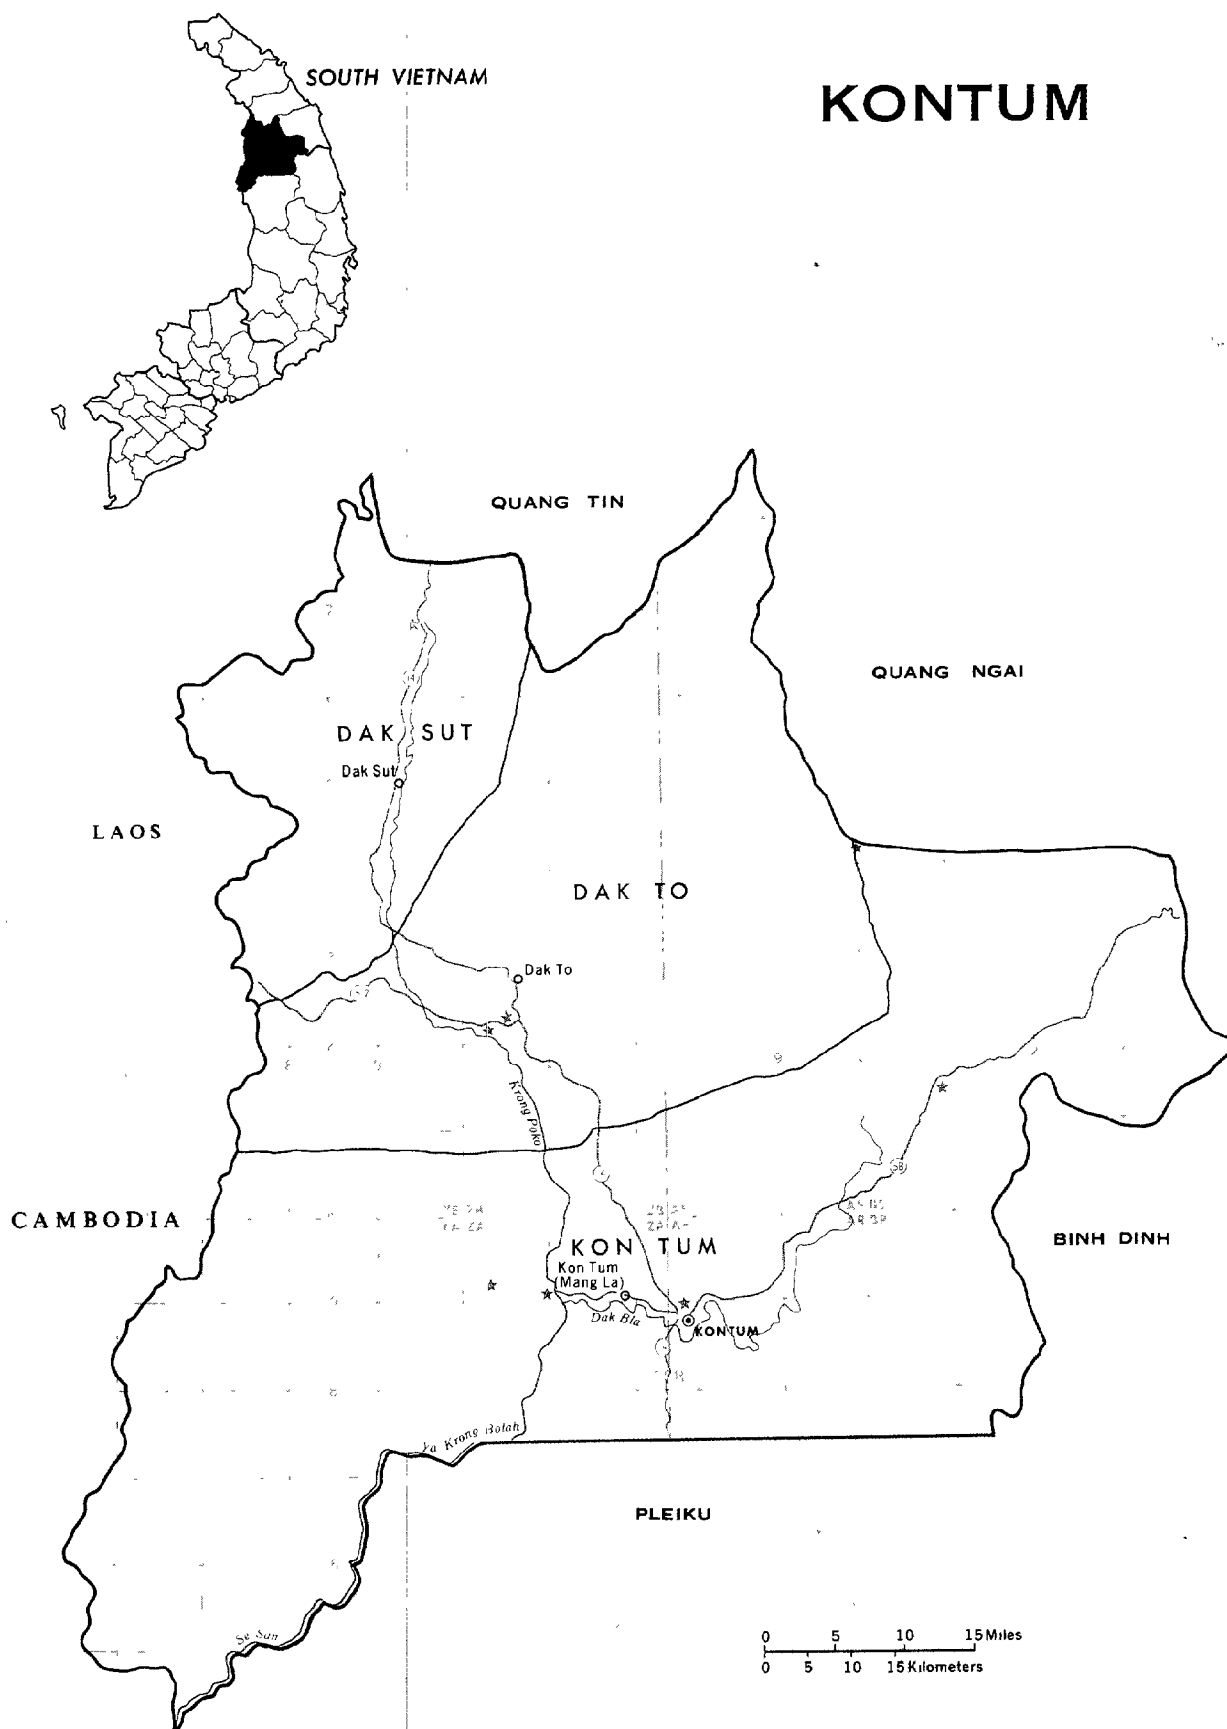 SOUTH VIETNAM
KONTUM
QUANG TIN
QUANG NGAI
14
DAK SUT
Dak Sut
LAOS
DAK TO
Dak To
9
Krong Poko
CAMBODIA
KON TUM
Kon Tum
(Mang La)
Dak Bla
KONTUM
BINH DINH
Ya Krong Bolah
PLEIKU
Se San
0 5 10 15 Miles
0 5 10 15 Kilometers